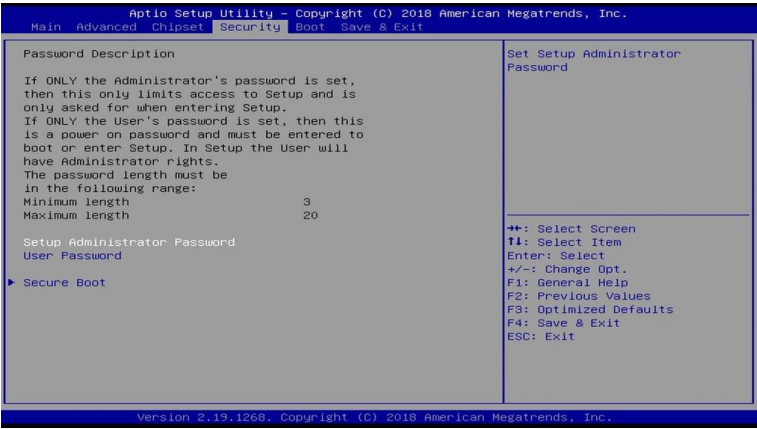 Aptio Setup Utility – Copyright (C) 2018 American Megatrends, Inc.
Main Advanced Chipset Security Boot Save & Exit
Password Description
If ONLY the Administrator's password is set,
then this only limits access to Setup and is
only asked for when entering Setup.
If ONLY the User's password is set, then this
is a power on password and must be entered to
boot or enter Setup. In Setup the User will
have Administrator rights.
The password length must be
in the following range:
Minimum length 3
Maximum length 20
Setup Administrator Password
User Password
Secure Boot
Set Setup Administrator
Password
→←: Select Screen
↑↓: Select Item
Enter: Select
+/-: Change Opt.
F1: General Help
F2: Previous Values
F3: Optimized Defaults
F4: Save & Exit
ESC: Exit
Version 2.19.1268. Copyright (C) 2018 American Megatrends, Inc.